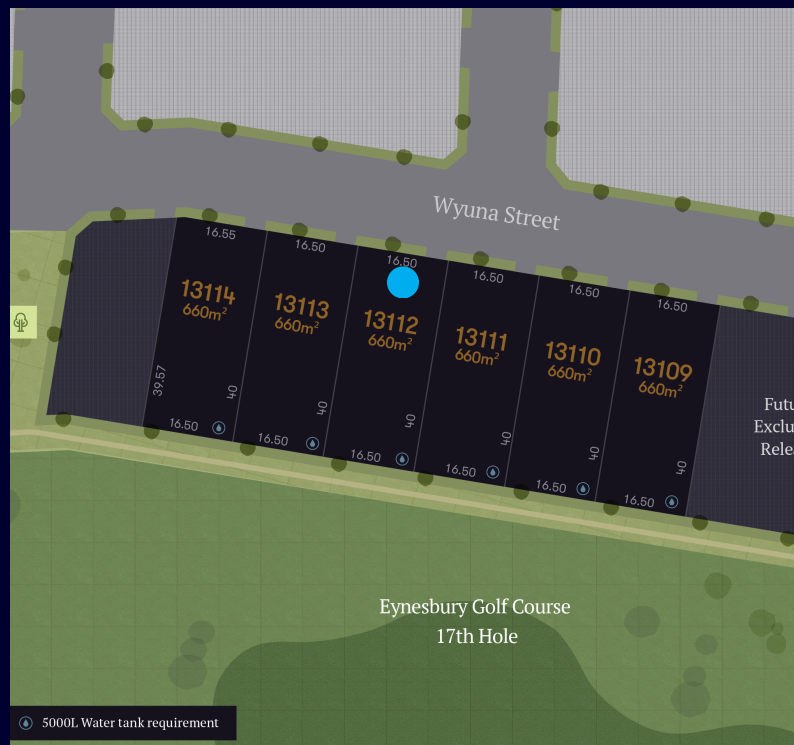 Wyuna Street
16.55
16.50
16.50
16.50
16.50
16.50
13114
660m²
13113
660m²
13112
660m²
13111
660m²
13110
660m²
13109
660m²
39.57
40
40
40
40
40
40
16.50
16.50
16.50
16.50
16.50
16.50
Eynesbury Golf Course
17th Hole
5000L Water tank requirement